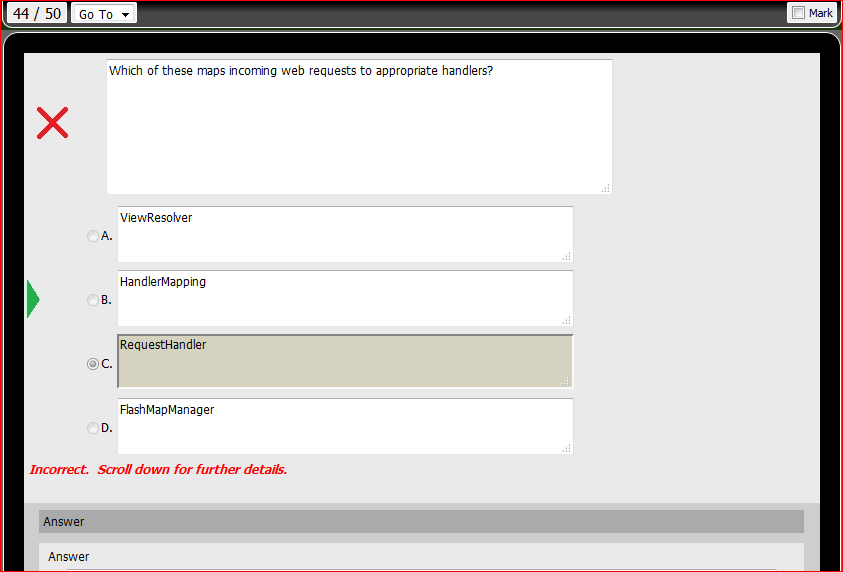 44 / 50 Go To Mark
Which of these maps incoming web requests to appropriate handlers?
A. ViewResolver
B. HandlerMapping
C. RequestHandler
D. FlashMapManager
Incorrect. Scroll down for further details.
Answer
Answer